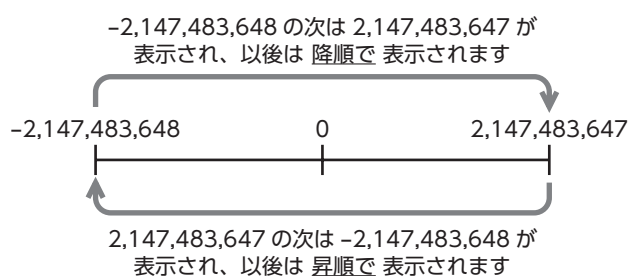 –2,147,483,648 の次は 2,147,483,647 が
表示され、以後は 降順で 表示されます
–2,147,483,648 0 2,147,483,647
2,147,483,647 の次は –2,147,483,648 が
表示され、以後は 昇順で 表示されます